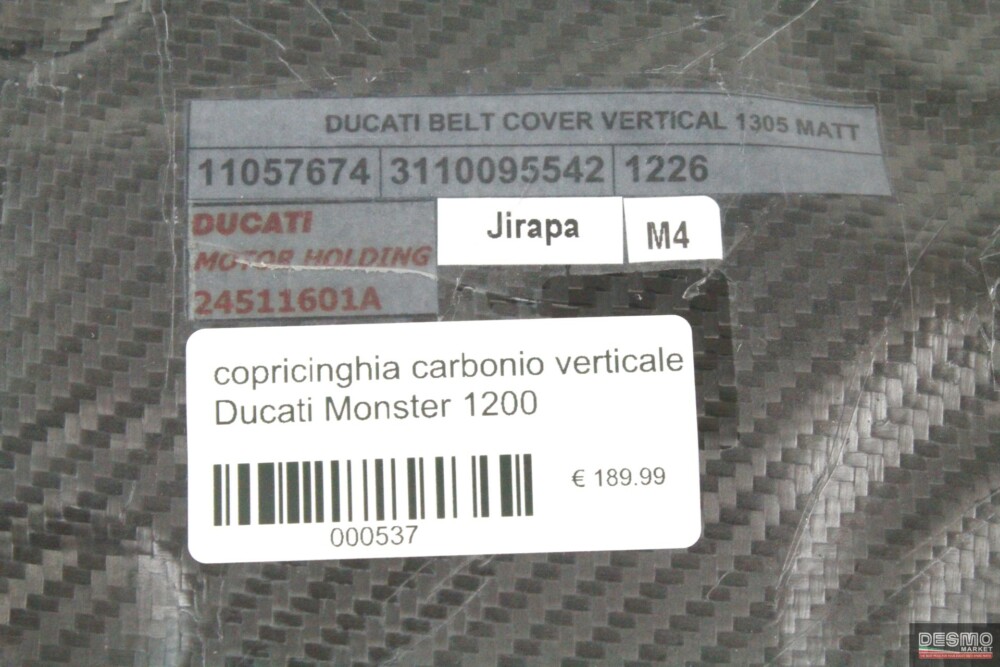 DUCATI BELT COVER VERTICAL 1305 MATT
11057674 3110095542 1226
DUCATI
MOTOR HOLDING
24511601A
Jirapa M4
copricinghia carbonio verticale
Ducati Monster 1200
€ 189.99
000537
DESMO
MARKET